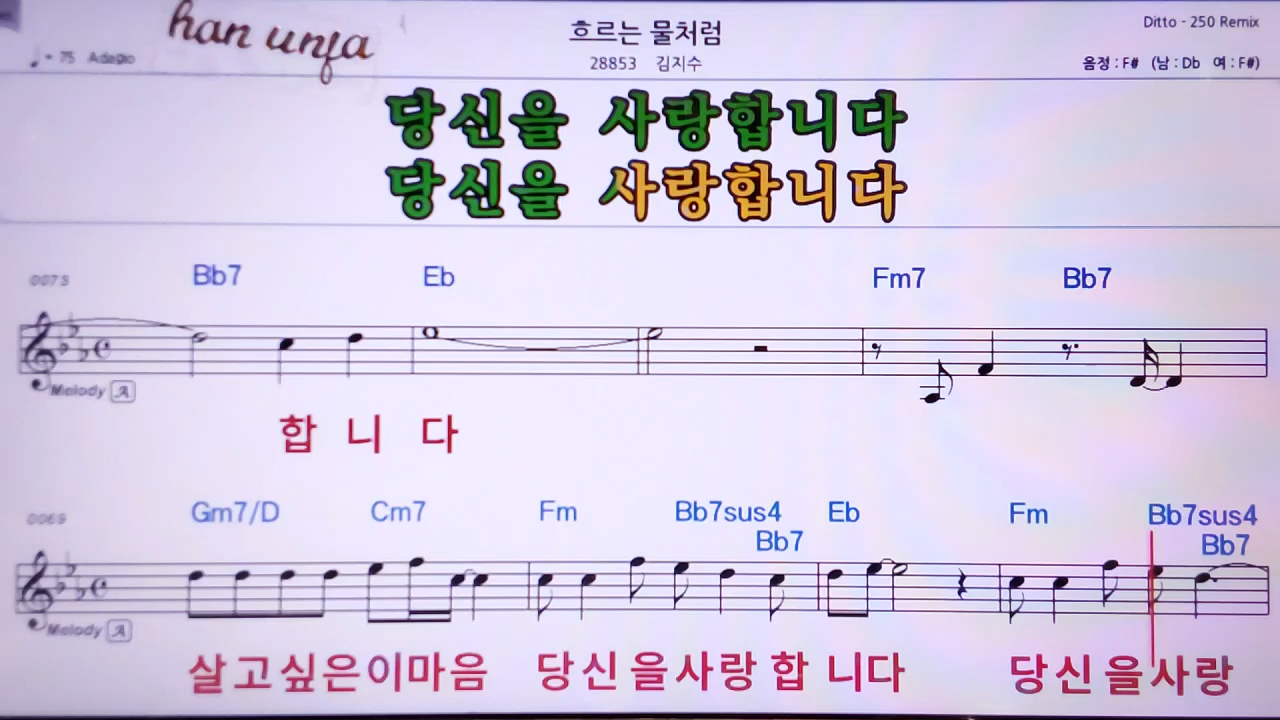 han unfa
흐르는 물처럼
Ditto - 250 Remix
♩ = 75 Adagio
28853 김지수
음정 : F# (남 : Db 여 : F#)
당신을 사랑합니다
당신을 사랑합니다
0073 Bb7 Eb Fm7 Bb7
Melody A
합 니 다
0069 Gm7/D Cm7 Fm Bb7sus4 Eb Fm Bb7sus4
Bb7 Bb7
Melody A
살고싶은이마음 당신을사랑합 니다 당신을사랑